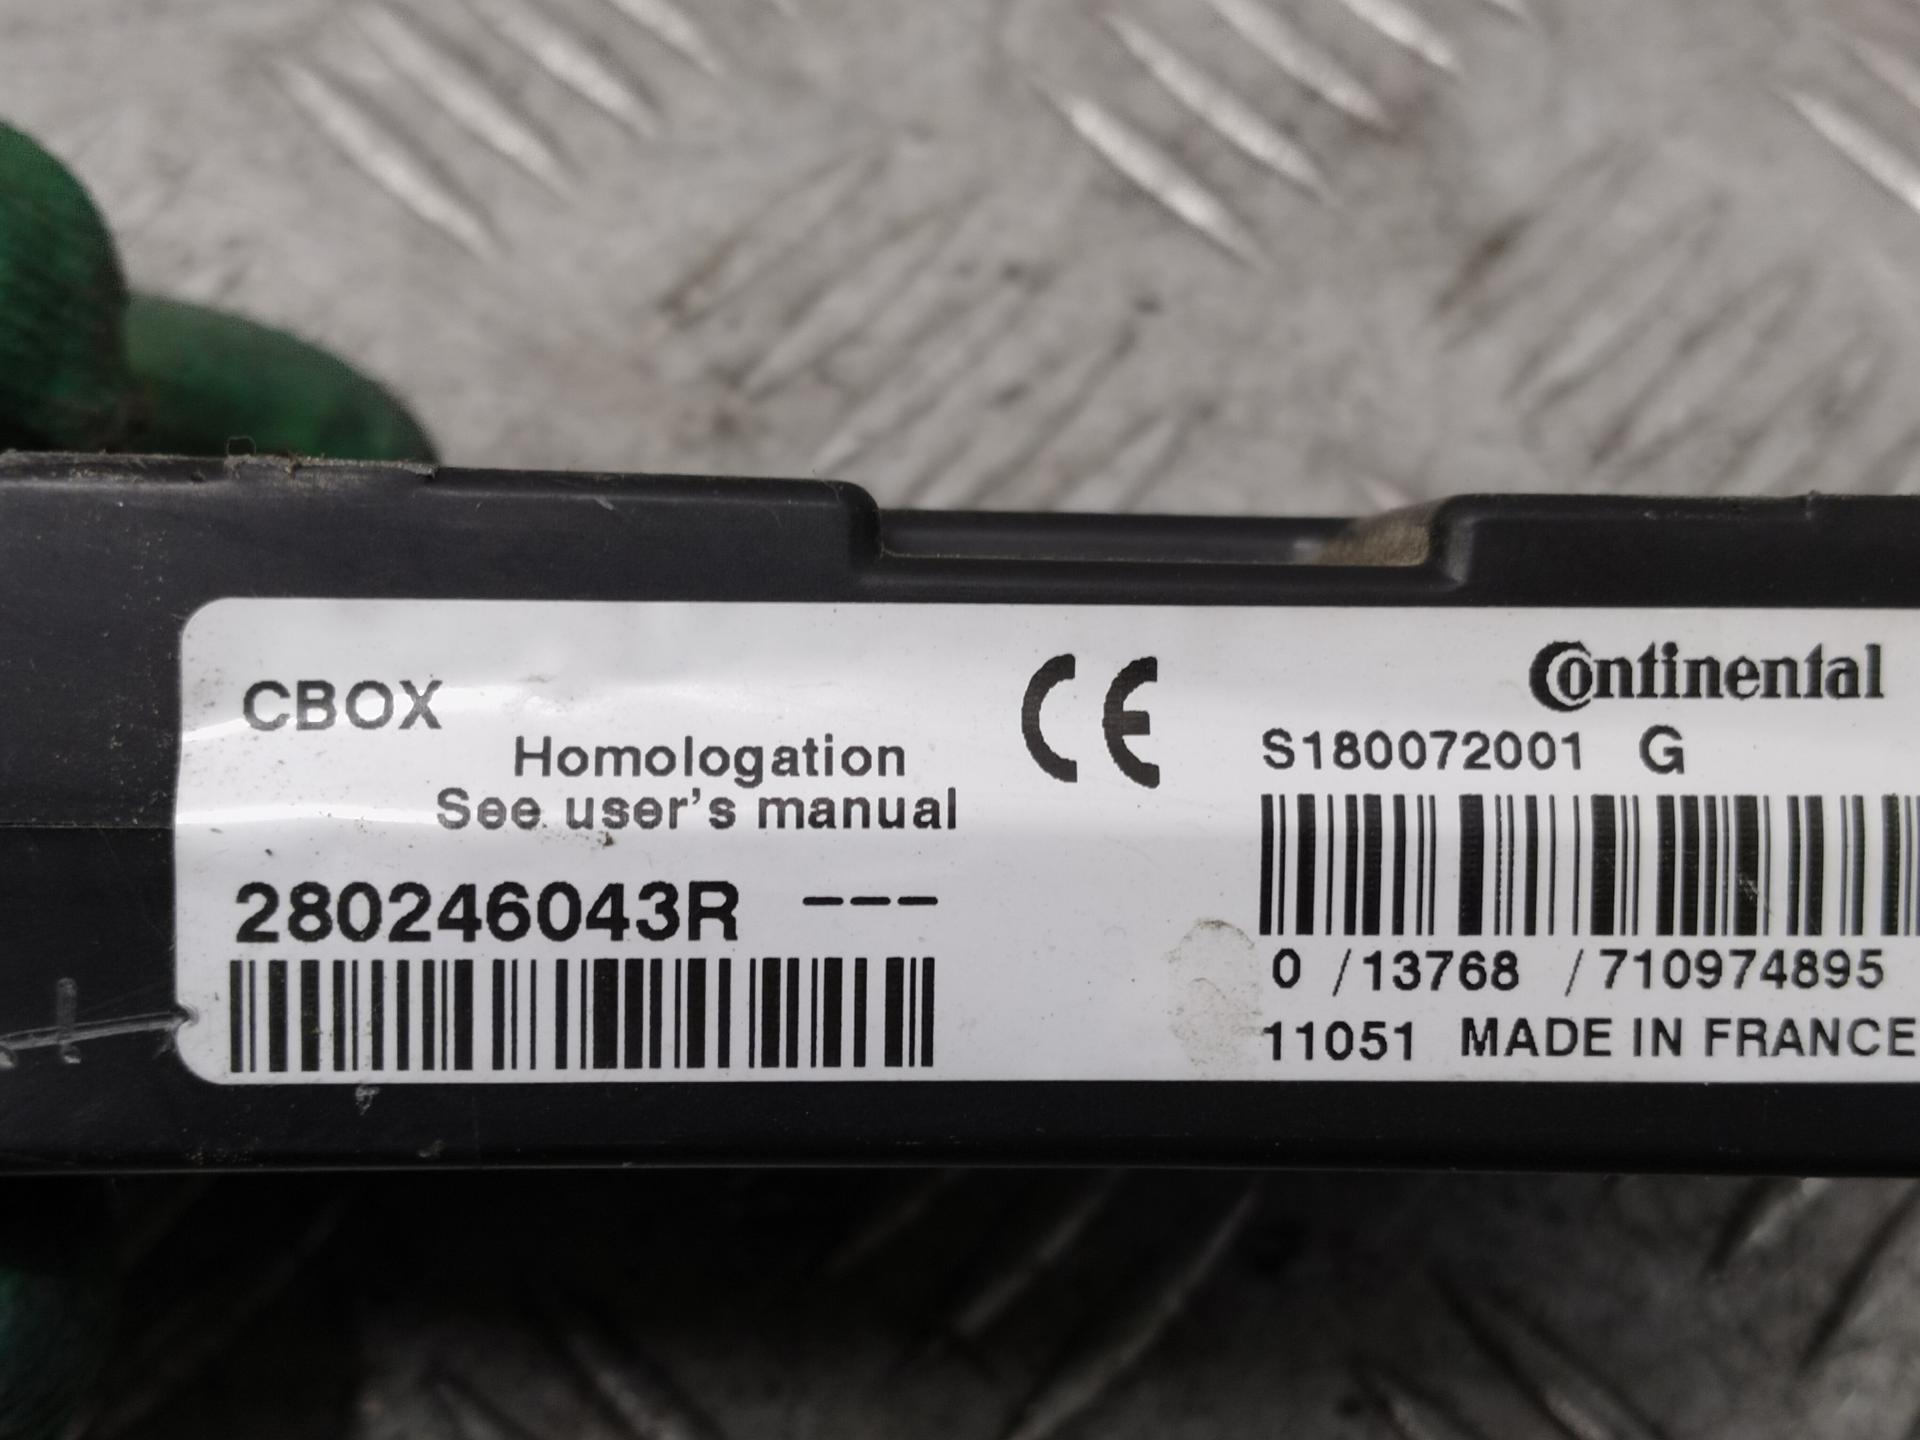 CBOX
Homologation
See user's manual
280246043R ---
CE
Continental
S180072001 G
0 /13768 /710974895
11051 MADE IN FRANCE